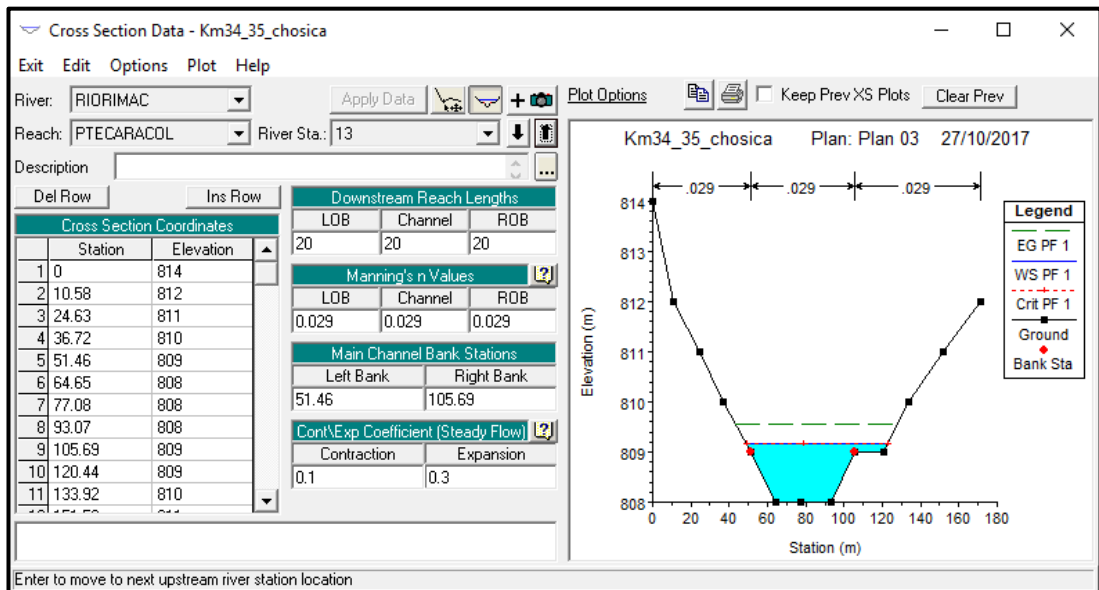 Cross Section Data - Km34_35_chosica
Exit Edit Options Plot Help
River: RIORIMAC
Apply Data
Reach: PTECARACOL River Sta.: 13
Description
...
Del Row Ins Row
Cross Section Coordinates
Station Elevation
1 0 814
2 10.58 812
3 24.63 811
4 36.72 810
5 51.46 809
6 64.65 808
7 77.08 808
8 93.07 808
9 105.69 809
10 120.44 809
11 133.92 810
Downstream Reach Lengths
LOB Channel ROB
20 20 20
Manning's n Values ?
LOB Channel ROB
0.029 0.029 0.029
Main Channel Bank Stations
Left Bank Right Bank
51.46 105.69
Cont\Exp Coefficient (Steady Flow) ?
Contraction Expansion
0.1 0.3
Plot Options Keep Prev XS Plots Clear Prev
Km34_35_chosica Plan: Plan 03 27/10/2017
.029 .029 .029
814
813
812
811
810
809
808
Elevation (m)
0 20 40 60 80 100 120 140 160 180
Station (m)
Legend
EG PF 1
WS PF 1
Crit PF 1
Ground
Bank Sta
Enter to move to next upstream river station location